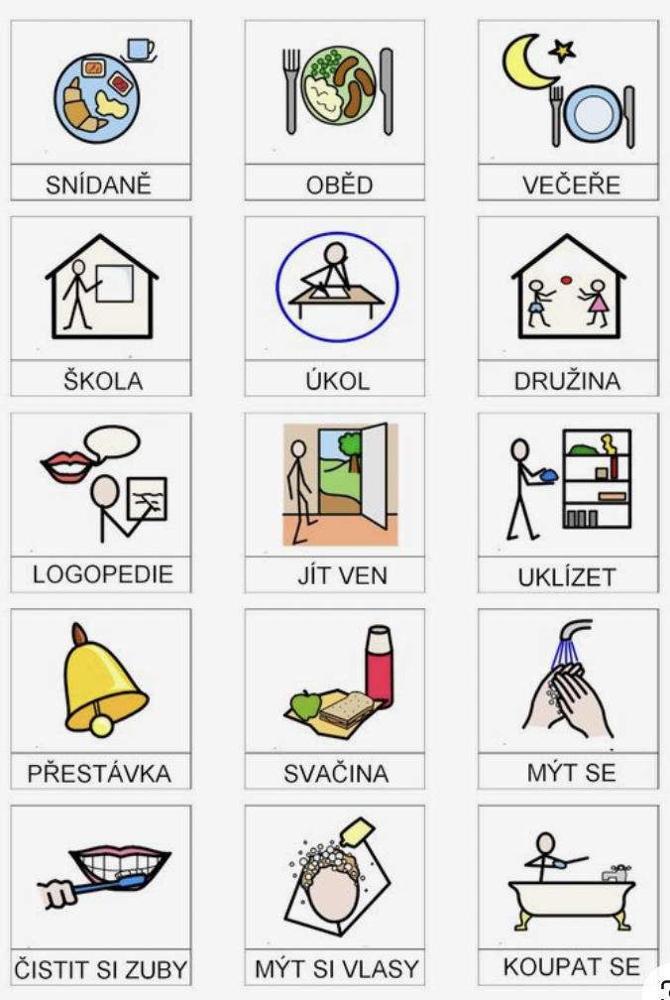 SNÍDANĚ
OBĚD
VEČEŘE
ŠKOLA
ÚKOL
DRUŽINA
LOGOPEDIE
JÍT VEN
UKLÍZET
PŘESTÁVKA
SVAČINA
MÝT SE
ČISTIT SI ZUBY
MÝT SI VLASY
KOUPAT SE